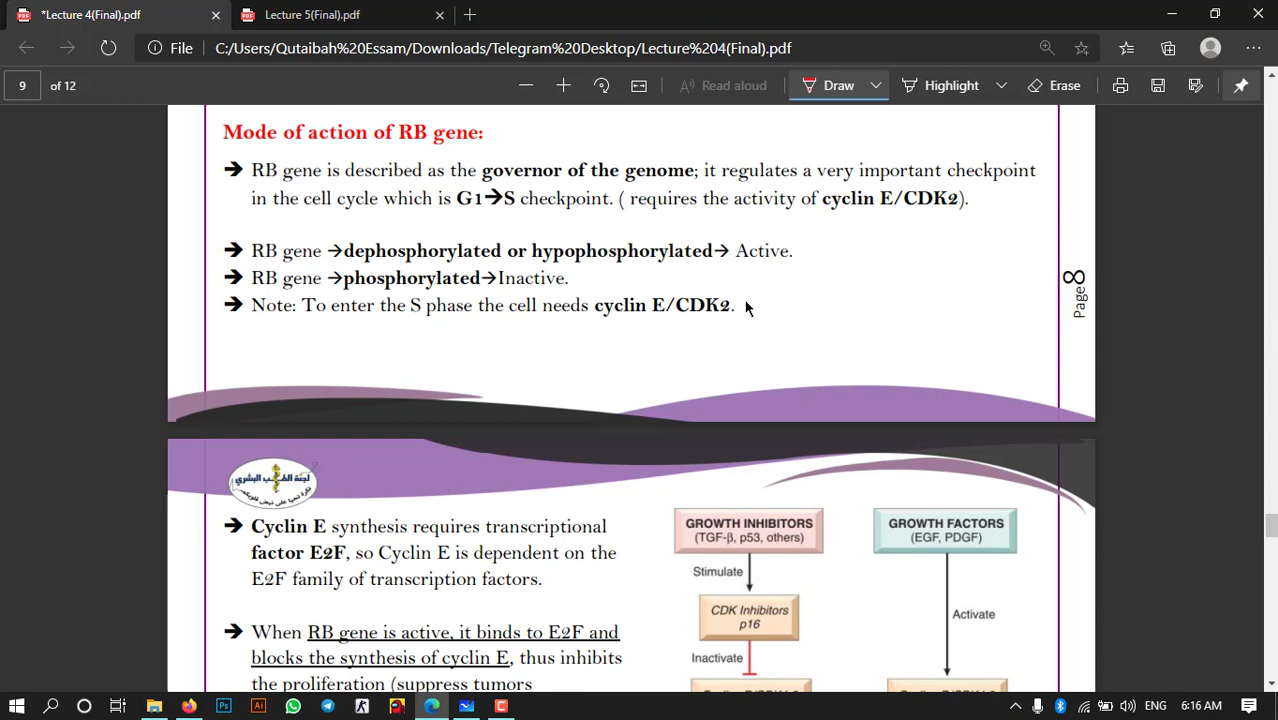 *Lecture 4(Final).pdf
Lecture 5(Final).pdf
File
C:/Users/Qutaibah%20Essam/Downloads/Telegram%20Desktop/Lecture%204(Final).pdf
9 of 12
Read aloud
Draw
Highlight
Erase
Mode of action of RB gene:
➔ RB gene is described as the governor of the genome; it regulates a very important checkpoint
in the cell cycle which is G1➔S checkpoint. ( requires the activity of cyclin E/CDK2).
➔ RB gene →dephosphorylated or hypophosphorylated→ Active.
➔ RB gene →phosphorylated→Inactive.
➔ Note: To enter the S phase the cell needs cyclin E/CDK2.
Page8
لجنة الطب البشري
➔ Cyclin E synthesis requires transcriptional
factor E2F, so Cyclin E is dependent on the
E2F family of transcription factors.
➔ When RB gene is active, it binds to E2F and
blocks the synthesis of cyclin E, thus inhibits
the proliferation (suppress tumors
GROWTH INHIBITORS
(TGF-β, p53, others)
Stimulate
CDK Inhibitors
p16
Inactivate
GROWTH FACTORS
(EGF, PDGF)
Activate
ENG
6:16 AM